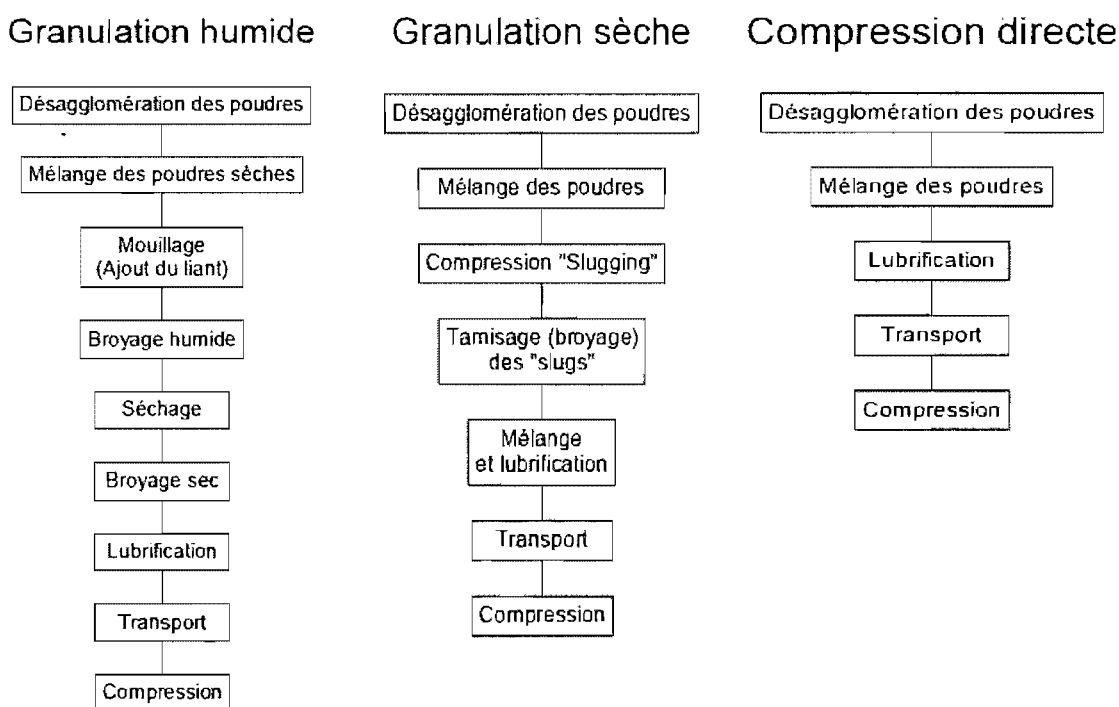 Granulation humide
Désagglomération des poudres
Mélange des poudres sèches
Mouillage
(Ajout du liant)
Broyage humide
Séchage
Broyage sec
Lubrification
Transport
Compression
Granulation sèche
Désagglomération des poudres
Mélange des poudres
Compression "Slugging"
Tamisage (broyage)
des "slugs"
Mélange
et lubrification
Transport
Compression
Compression directe
Désagglomération des poudres
Mélange des poudres
Lubrification
Transport
Compression